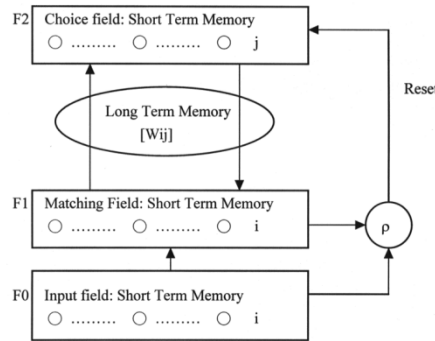 F2 Choice field: Short Term Memory
○ ......... ○ ......... ○ j
Reset
Long Term Memory
[Wij]
F1 Matching Field: Short Term Memory
○ ......... ○ ......... ○ i
ρ
F0 Input field: Short Term Memory
○ ......... ○ ......... ○ i